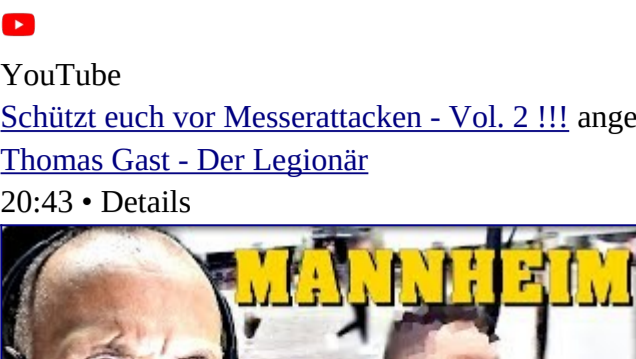 YouTube
Schützt euch vor Messerattacken - Vol. 2 !!! ange
Thomas Gast - Der Legionär
20:43 • Details
MANNHEIM